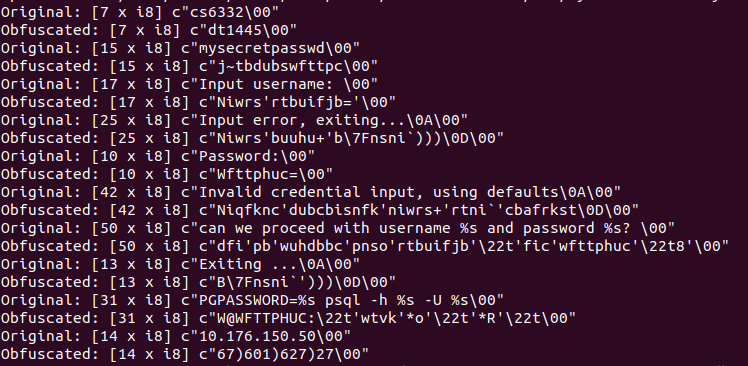 Original: [7 x i8] c"cs6332\00"
Obfuscated: [7 x i8] c"dt1445\00"
Original: [15 x i8] c"mysecretpasswd\00"
Obfuscated: [15 x i8] c"j~tbdubswfttpc\00"
Original: [17 x i8] c"Input username: \00"
Obfuscated: [17 x i8] c"Niwrs'rtbuifjb='\00"
Original: [25 x i8] c"Input error, exiting...\0A\00"
Obfuscated: [25 x i8] c"Niwrs'buuhu+'b\7Fnsni`)))\0D\00"
Original: [10 x i8] c"Password:\00"
Obfuscated: [10 x i8] c"Wfttphuc=\00"
Original: [42 x i8] c"Invalid credential input, using defaults\0A\00"
Obfuscated: [42 x i8] c"Niqfknc'dubcbisnfk'niwrs+'rtni`'cbafrkst\0D\00"
Original: [50 x i8] c"can we proceed with username %s and password %s? \00"
Obfuscated: [50 x i8] c"dfi'pb'wuhdbbc'pnso'rtbuifjb'\22t'fic'wfttphuc'\22t8'\00"
Original: [13 x i8] c"Exiting ...\0A\00"
Obfuscated: [13 x i8] c"B\7Fnsni`')))\0D\00"
Original: [31 x i8] c"PGPASSWORD=%s psql -h %s -U %s\00"
Obfuscated: [31 x i8] c"W@WFTTPHUC:\22t'wtvk'*o'\22t'*R'\22t\00"
Original: [14 x i8] c"10.176.150.50\00"
Obfuscated: [14 x i8] c"67)601)627)27\00"